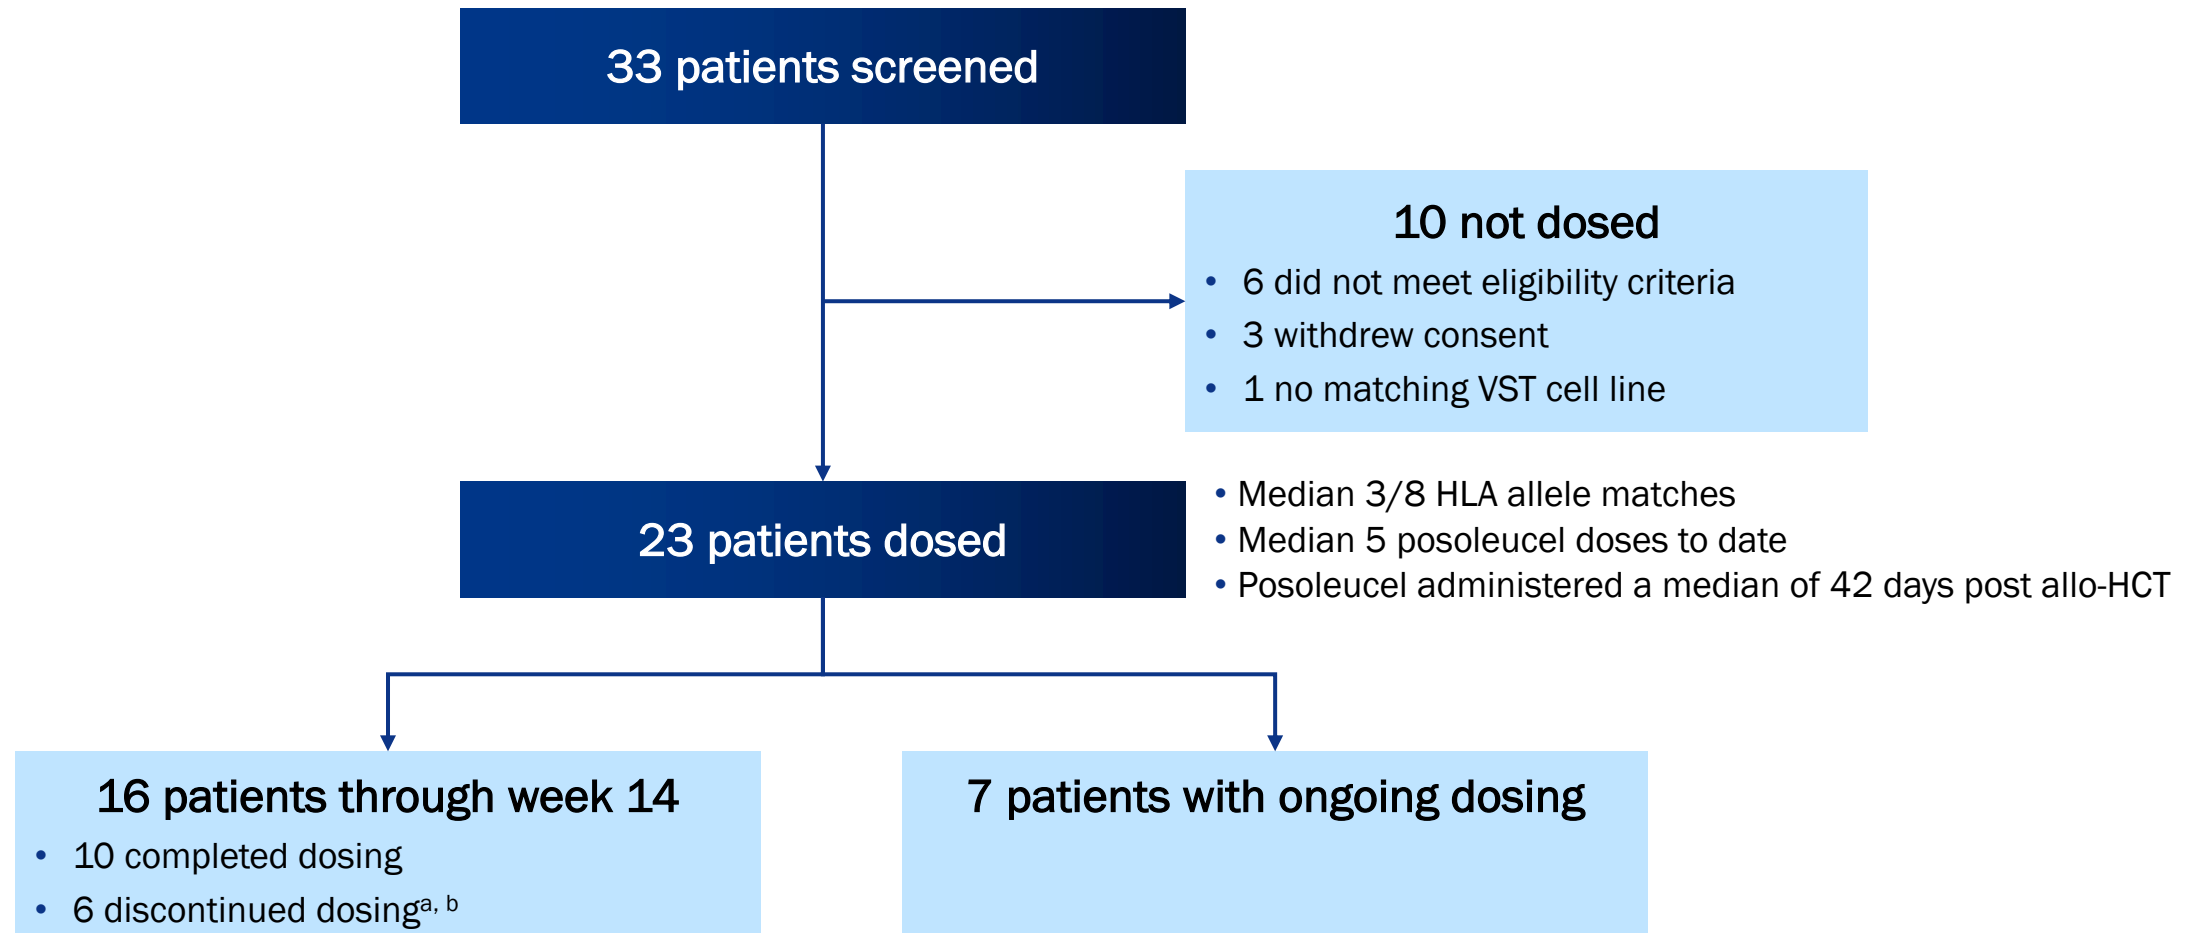 33 patients screened
10 not dosed
• 6 did not meet eligibility criteria
• 3 withdrew consent
• 1 no matching VST cell line
23 patients dosed
• Median 3/8 HLA allele matches
• Median 5 posoleucel doses to date
• Posoleucel administered a median of 42 days post allo-HCT
16 patients through week 14
• 10 completed dosing
• 6 discontinued dosingᵃ, ᵇ
7 patients with ongoing dosing